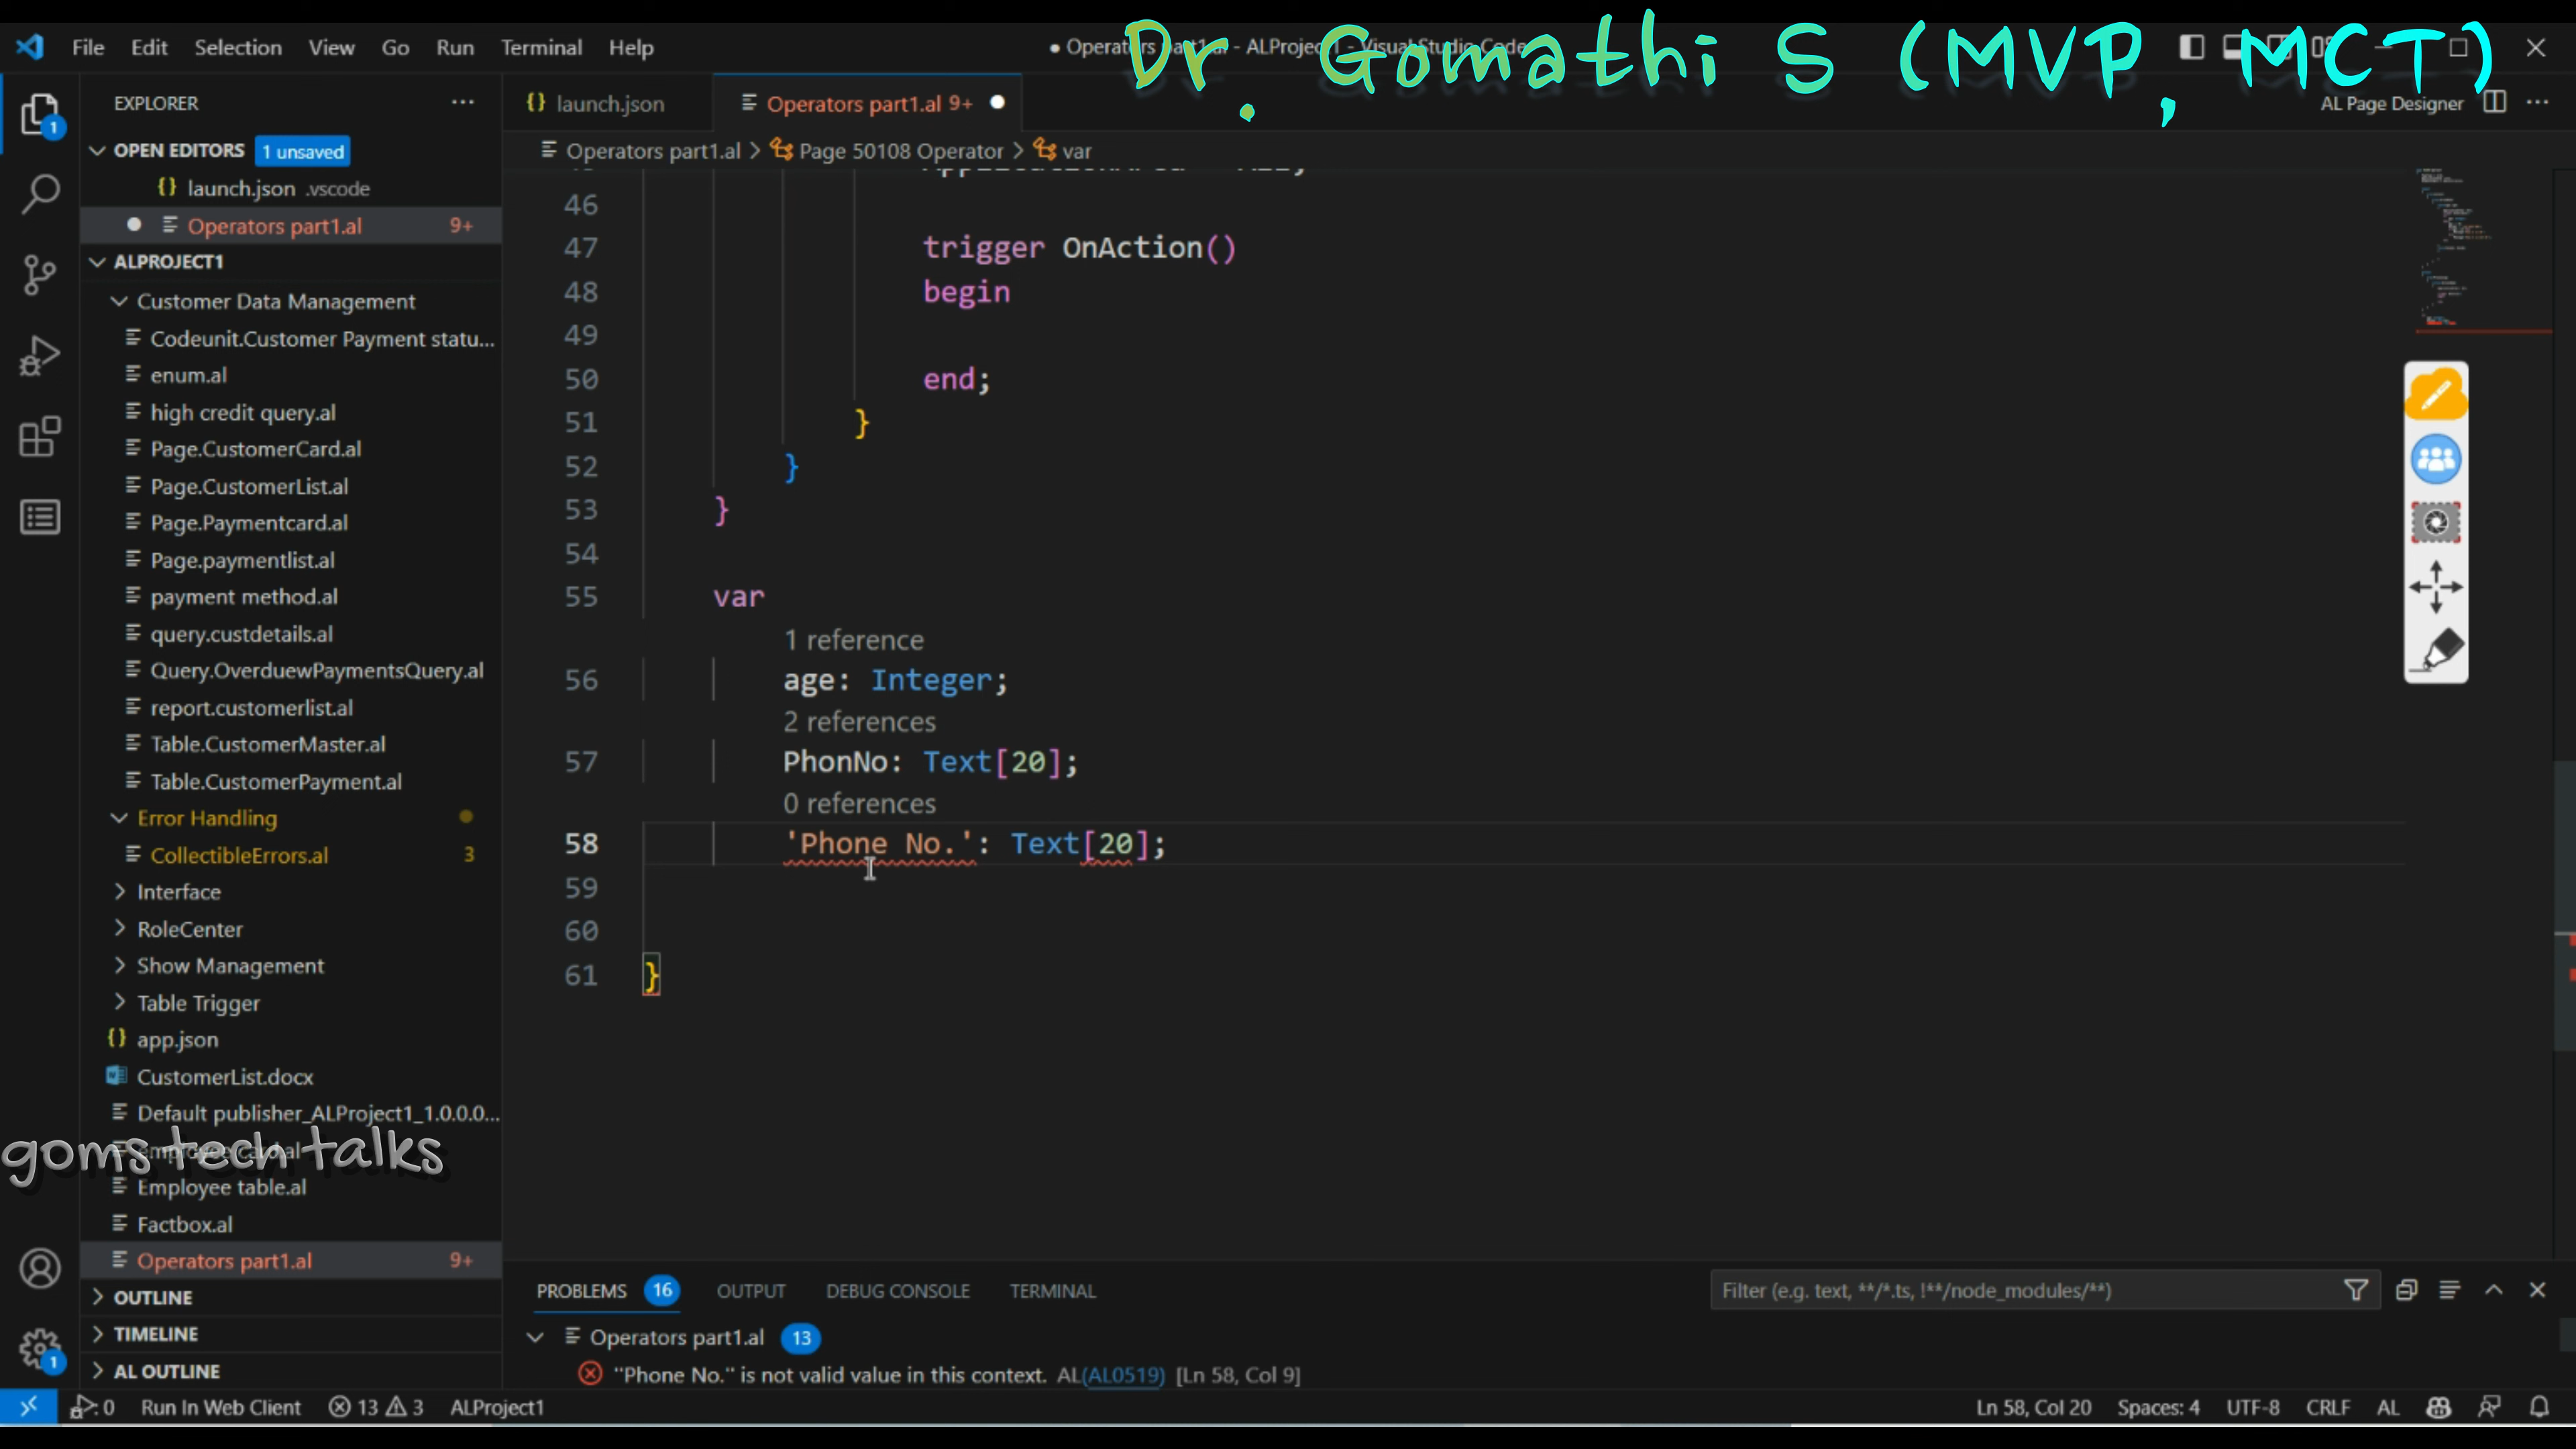 File Edit Selection View Go Run Terminal Help
Dr. Gomathi S (MVP, MCT)
EXPLORER
launch.json
Operators part1.al 9+
AL Page Designer
OPEN EDITORS 1 unsaved
Operators part1.al > Page 50108 Operator > var
launch.json .vscode
Operators part1.al 9+
ALPROJECT1
Customer Data Management
Codeunit.Customer Payment statu...
enum.al
high credit query.al
Page.CustomerCard.al
Page.CustomerList.al
Page.Paymentcard.al
Page.paymentlist.al
payment method.al
query.custdetails.al
Query.OverduewPaymentsQuery.al
report.customerlist.al
Table.CustomerMaster.al
Table.CustomerPayment.al
Error Handling
CollectibleErrors.al 3
Interface
RoleCenter
Show Management
Table Trigger
app.json
CustomerList.docx
Default publisher_ALProject1_1.0.0.0...
goms tech talks
employee card.al
Employee table.al
Factbox.al
Operators part1.al 9+
OUTLINE
TIMELINE
AL OUTLINE
46
47 trigger OnAction()
48 begin
49
50 end;
51 }
52 }
53 }
54
55 var
1 reference
56 age: Integer;
2 references
57 PhonNo: Text[20];
0 references
58 'Phone No.': Text[20];
59
60
61 }
PROBLEMS 16 OUTPUT DEBUG CONSOLE TERMINAL
Filter (e.g. text, **/*.ts, !**/node_modules/**)
Operators part1.al 13
"Phone No." is not valid value in this context. AL(AL0519) [Ln 58, Col 9]
0 Run In Web Client 13 3 ALProject1
Ln 58, Col 20 Spaces: 4 UTF-8 CRLF AL